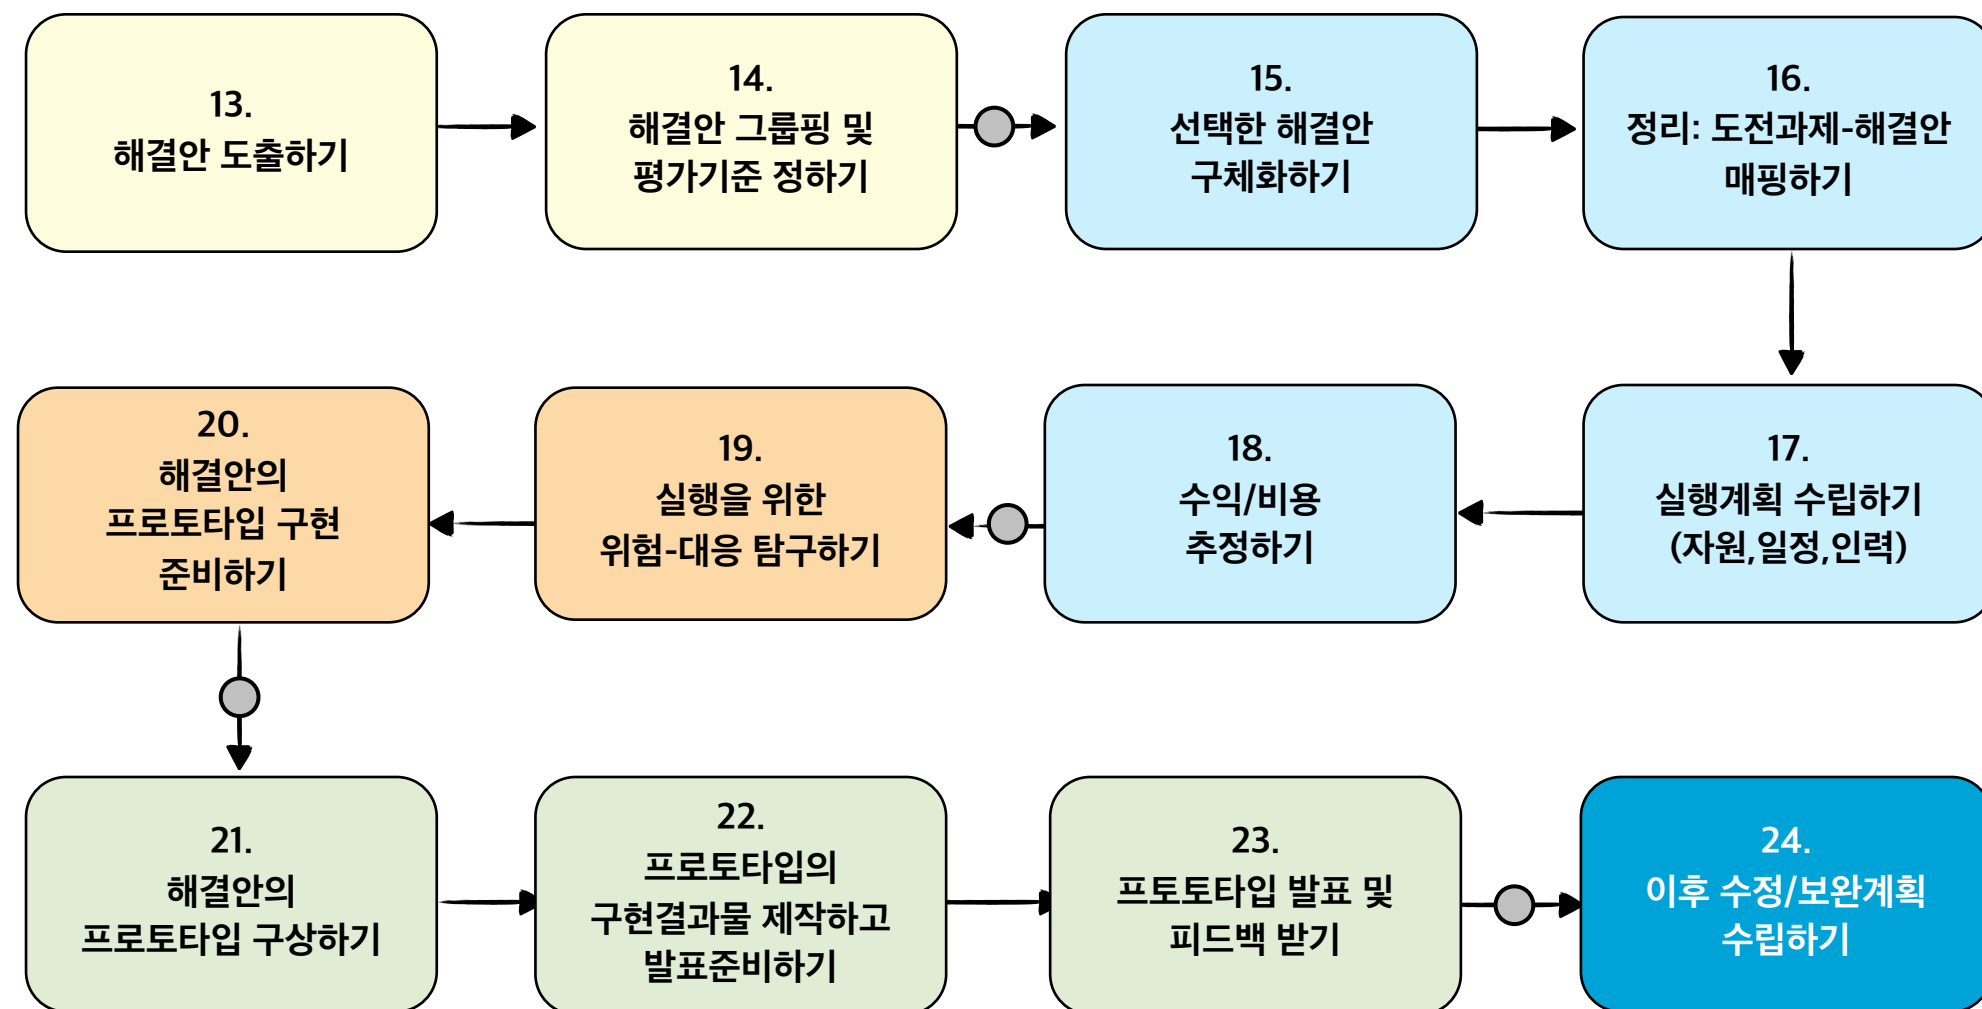 13.
해결안 도출하기
14.
해결안 그룹핑 및
평가기준 정하기
15.
선택한 해결안
구체화하기
16.
정리: 도전과제-해결안
매핑하기
17.
실행계획 수립하기
(자원,일정,인력)
18.
수익/비용
추정하기
19.
실행을 위한
위험-대응 탐구하기
20.
해결안의
프로토타입 구현
준비하기
21.
해결안의
프로토타입 구상하기
22.
프로토타입의
구현결과물 제작하고
발표준비하기
23.
프토토타입 발표 및
피드백 받기
24.
이후 수정/보완계획
수립하기